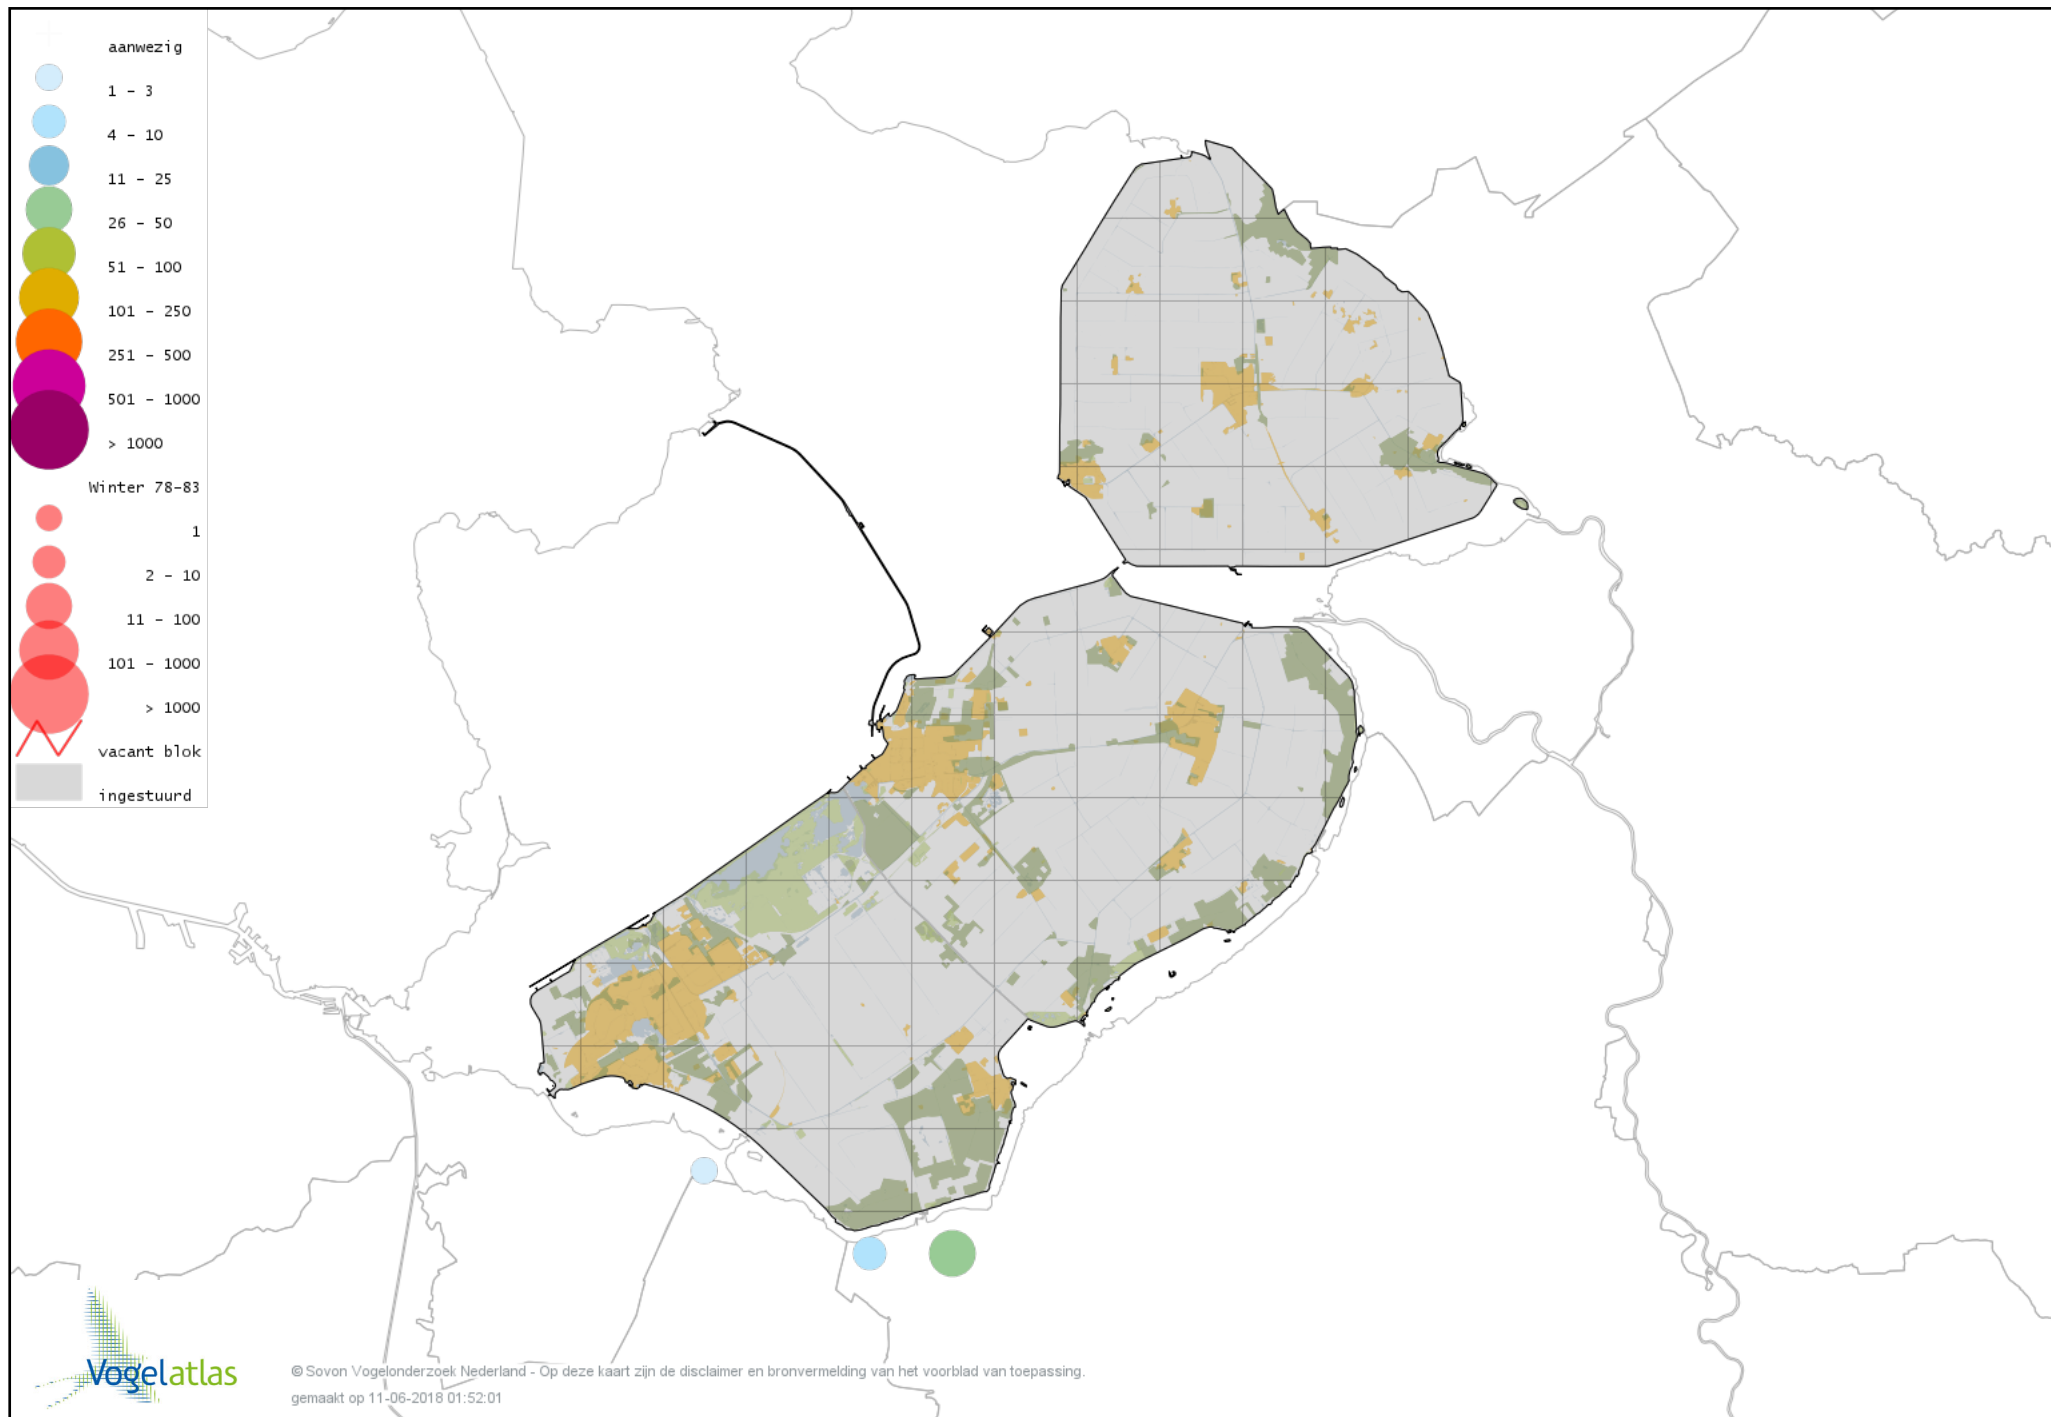 aanwezig
1 - 3
4 - 10
11 - 25
26 - 50
51 - 100
101 - 250
251 - 500
501 - 1000
> 1000
Winter 78-83
1
2 - 10
11 - 100
101 - 1000
> 1000
vacant blok
ingestuurd
Vogelatlas
© Sovon Vogelonderzoek Nederland - Op deze kaart zijn de disclaimer en bronvermelding van het voorblad van toepassing.
gemaakt op 11-06-2018 01:52:01